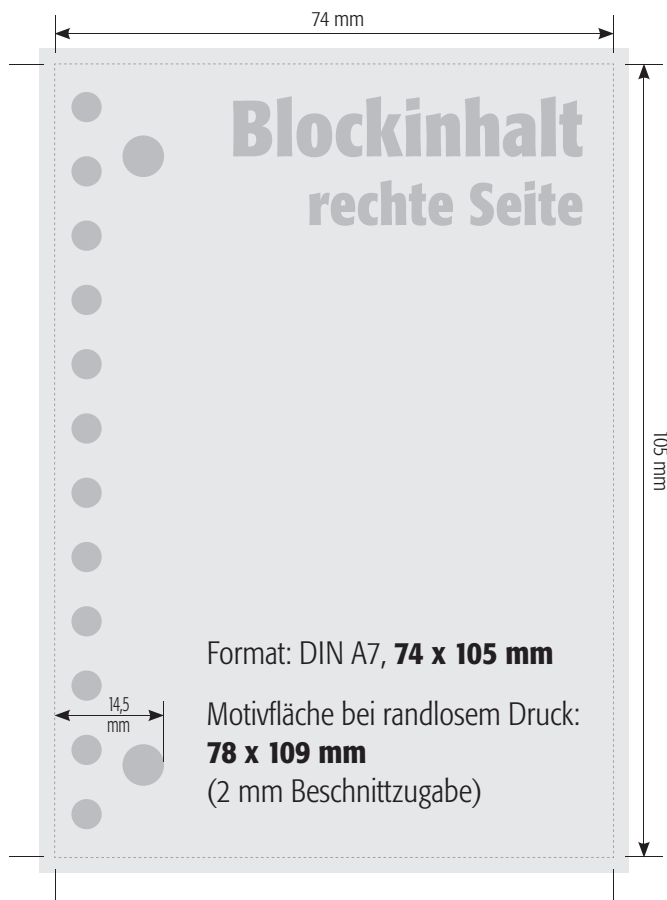 74 mm
Blockinhalt
rechte Seite
105 mm
Format: DIN A7, 74 x 105 mm
14,5
mm
Motivfläche bei randlosem Druck:
78 x 109 mm
(2 mm Beschnittzugabe)